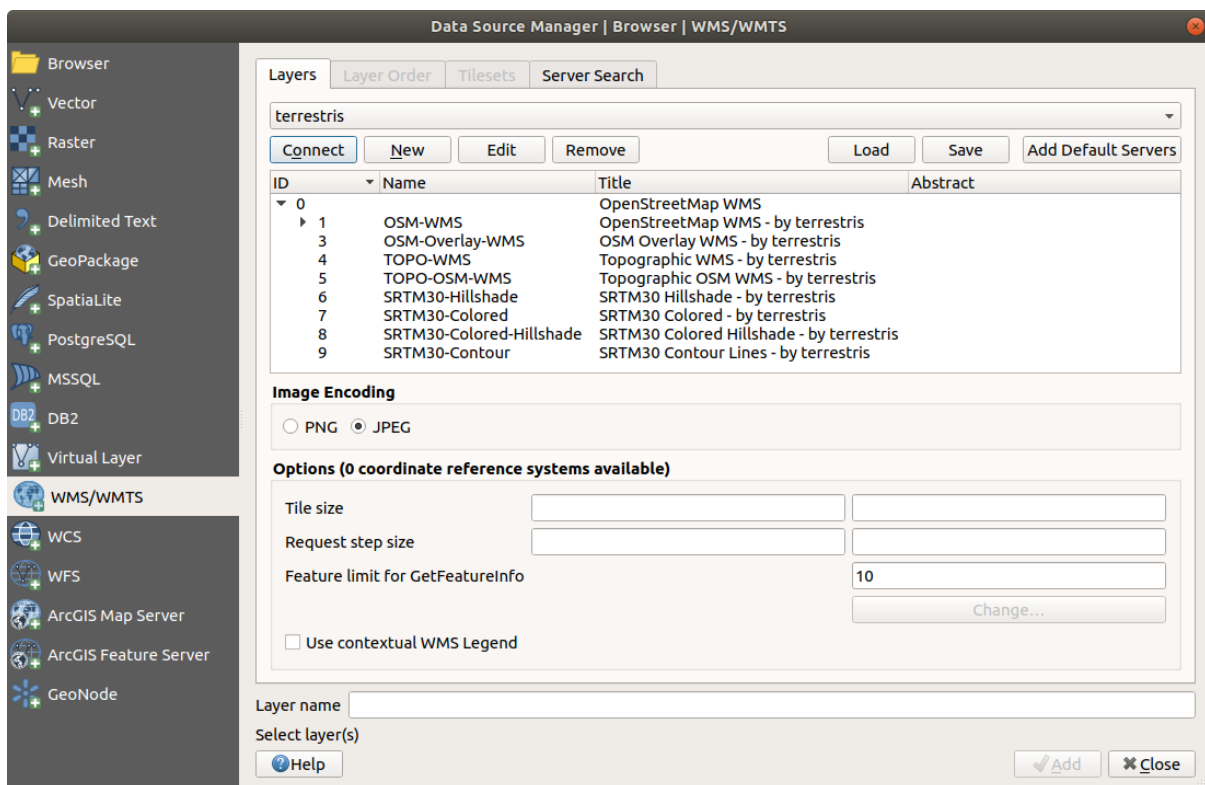 Data Source Manager | Browser | WMS/WMTS
Browser
Vector
Raster
Mesh
Delimited Text
GeoPackage
SpatiaLite
PostgreSQL
MSSQL
DB2
DB2
Virtual Layer
WMS/WMTS
WCS
WFS
ArcGIS Map Server
ArcGIS Feature Server
GeoNode
Layers Layer Order Tilesets Server Search
terrestris
Connect New Edit Remove Load Save Add Default Servers
ID Name Title Abstract
0 OpenStreetMap WMS
1 OSM-WMS OpenStreetMap WMS - by terrestris
3 OSM-Overlay-WMS OSM Overlay WMS - by terrestris
4 TOPO-WMS Topographic WMS - by terrestris
5 TOPO-OSM-WMS Topographic OSM WMS - by terrestris
6 SRTM30-Hillshade SRTM30 Hillshade - by terrestris
7 SRTM30-Colored SRTM30 Colored - by terrestris
8 SRTM30-Colored-Hillshade SRTM30 Colored Hillshade - by terrestris
9 SRTM30-Contour SRTM30 Contour Lines - by terrestris
Image Encoding
PNG JPEG
Options (0 coordinate reference systems available)
Tile size
Request step size
Feature limit for GetFeatureInfo 10
Change...
Use contextual WMS Legend
Layer name
Select layer(s)
Help Add Close